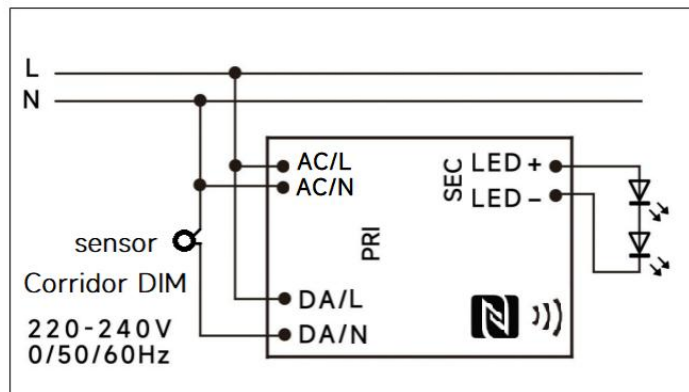 L
N
AC/L
AC/N
PRI
SEC
LED +
LED −
sensor
Corridor DIM
220-240V
0/50/60Hz
DA/L
DA/N